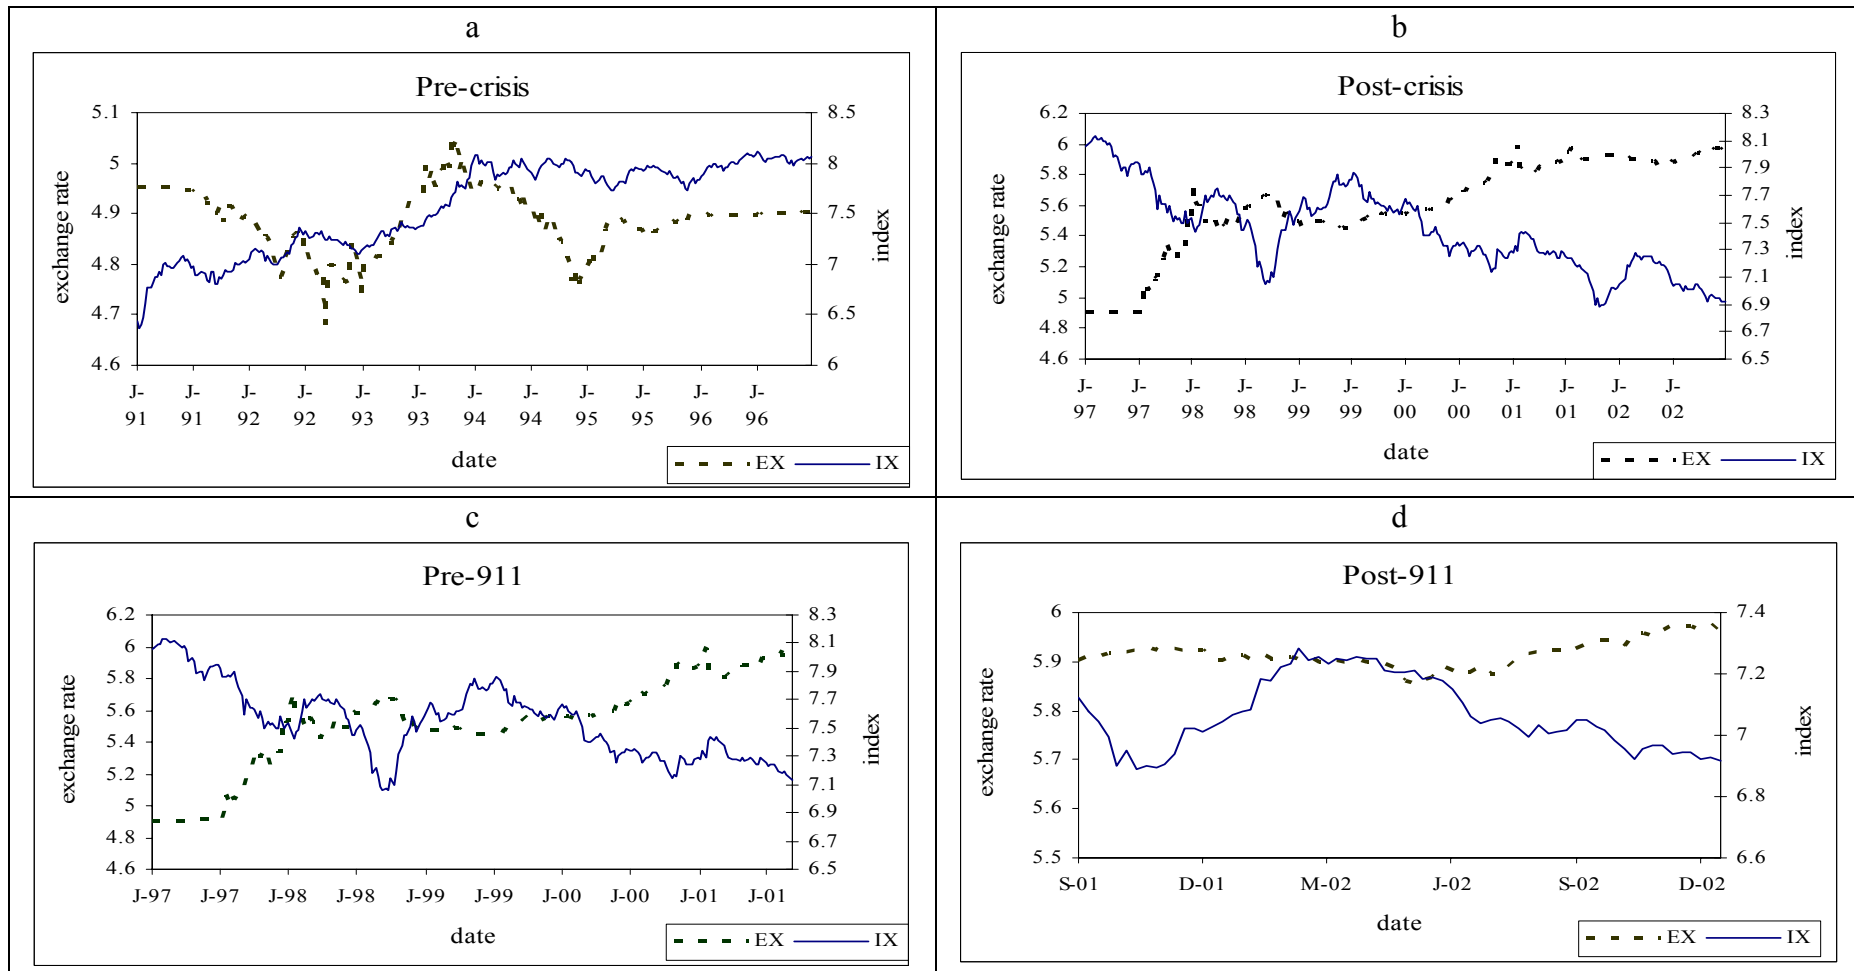 a
Pre-crisis
5.1
5
4.9
4.8
4.7
4.6
exchange rate
8.5
8
7.5
7
6.5
6
index
J-91 J-91 J-92 J-92 J-93 J-93 J-94 J-94 J-95 J-95 J-96 J-96
date
EX IX
b
Post-crisis
6.2
6
5.8
5.6
5.4
5.2
5
4.8
4.6
exchange rate
8.3
8.1
7.9
7.7
7.5
7.3
7.1
6.9
6.7
6.5
index
J-97 J-97 J-98 J-98 J-99 J-99 J-00 J-00 J-01 J-01 J-02 J-02
date
EX IX
c
Pre-911
6.2
6
5.8
5.6
5.4
5.2
5
4.8
4.6
exchange rate
8.3
8.1
7.9
7.7
7.5
7.3
7.1
6.9
6.7
6.5
index
J-97 J-97 J-98 J-98 J-99 J-99 J-00 J-00 J-01 J-01
date
EX IX
d
Post-911
6
5.9
5.8
5.7
5.6
5.5
exchange rate
7.4
7.2
7
6.8
6.6
index
S-01 D-01 M-02 J-02 S-02 D-02
date
EX IX